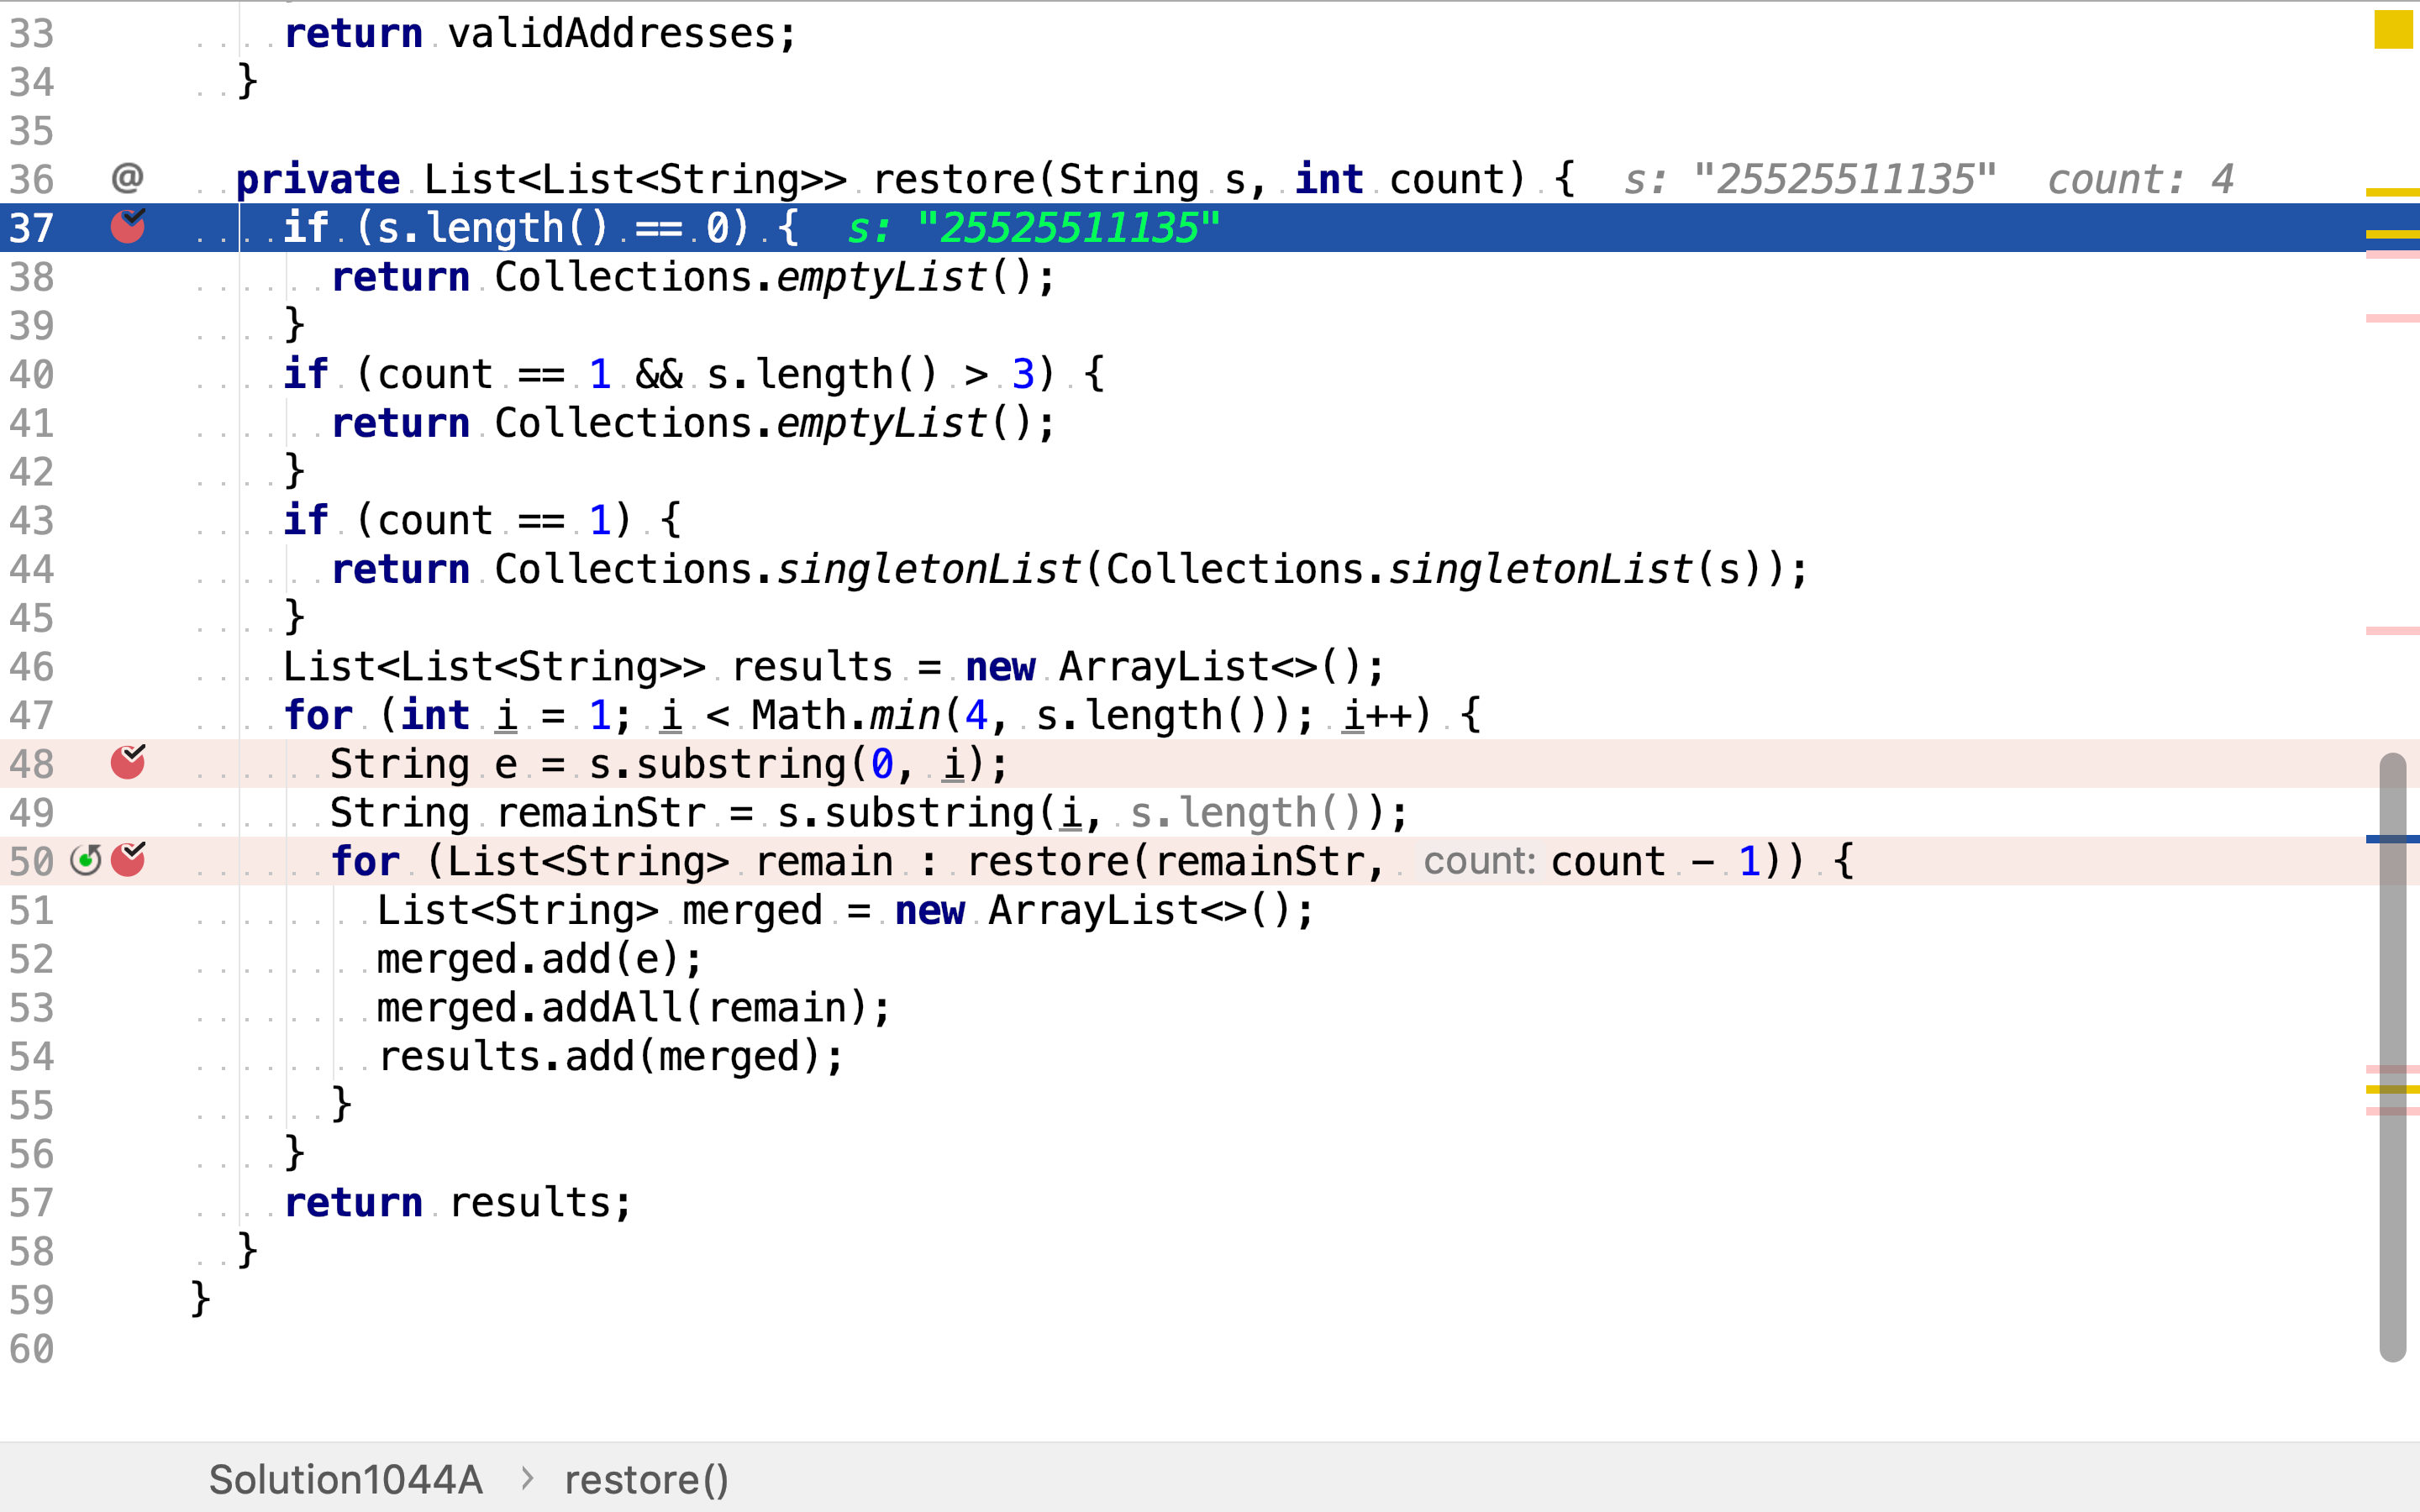 33 return validAddresses;
34 }
35
36 @ private List<List<String>> restore(String s, int count) { s: "25525511135" count: 4
37 if (s.length() == 0) { s: "25525511135"
38 return Collections.emptyList();
39 }
40 if (count == 1 && s.length() > 3) {
41 return Collections.emptyList();
42 }
43 if (count == 1) {
44 return Collections.singletonList(Collections.singletonList(s));
45 }
46 List<List<String>> results = new ArrayList<>();
47 for (int i = 1; i < Math.min(4, s.length()); i++) {
48 String e = s.substring(0, i);
49 String remainStr = s.substring(i, s.length());
50 for (List<String> remain : restore(remainStr, count: count - 1)) {
51 List<String> merged = new ArrayList<>();
52 merged.add(e);
53 merged.addAll(remain);
54 results.add(merged);
55 }
56 }
57 return results;
58 }
59 }
60
Solution1044A > restore()